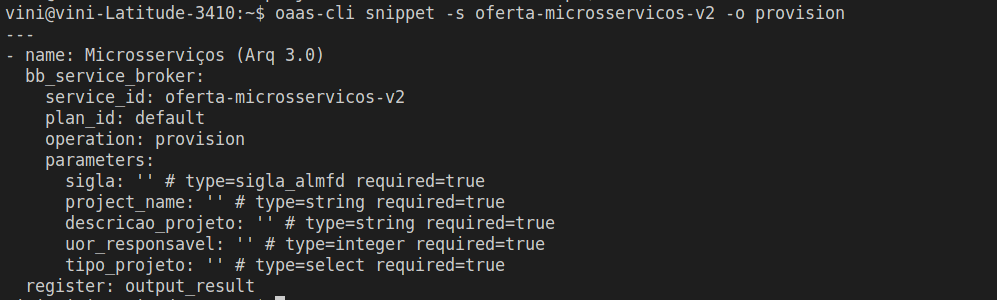 vini@vini-Latitude-3410:~$ oaas-cli snippet -s oferta-microsservicos-v2 -o provision
---
- name: Microsserviços (Arq 3.0)
  bb_service_broker:
    service_id: oferta-microsservicos-v2
    plan_id: default
    operation: provision
    parameters:
      sigla: '' # type=sigla_almfd required=true
      project_name: '' # type=string required=true
      descricao_projeto: '' # type=string required=true
      uor_responsavel: '' # type=integer required=true
      tipo_projeto: '' # type=select required=true
  register: output_result